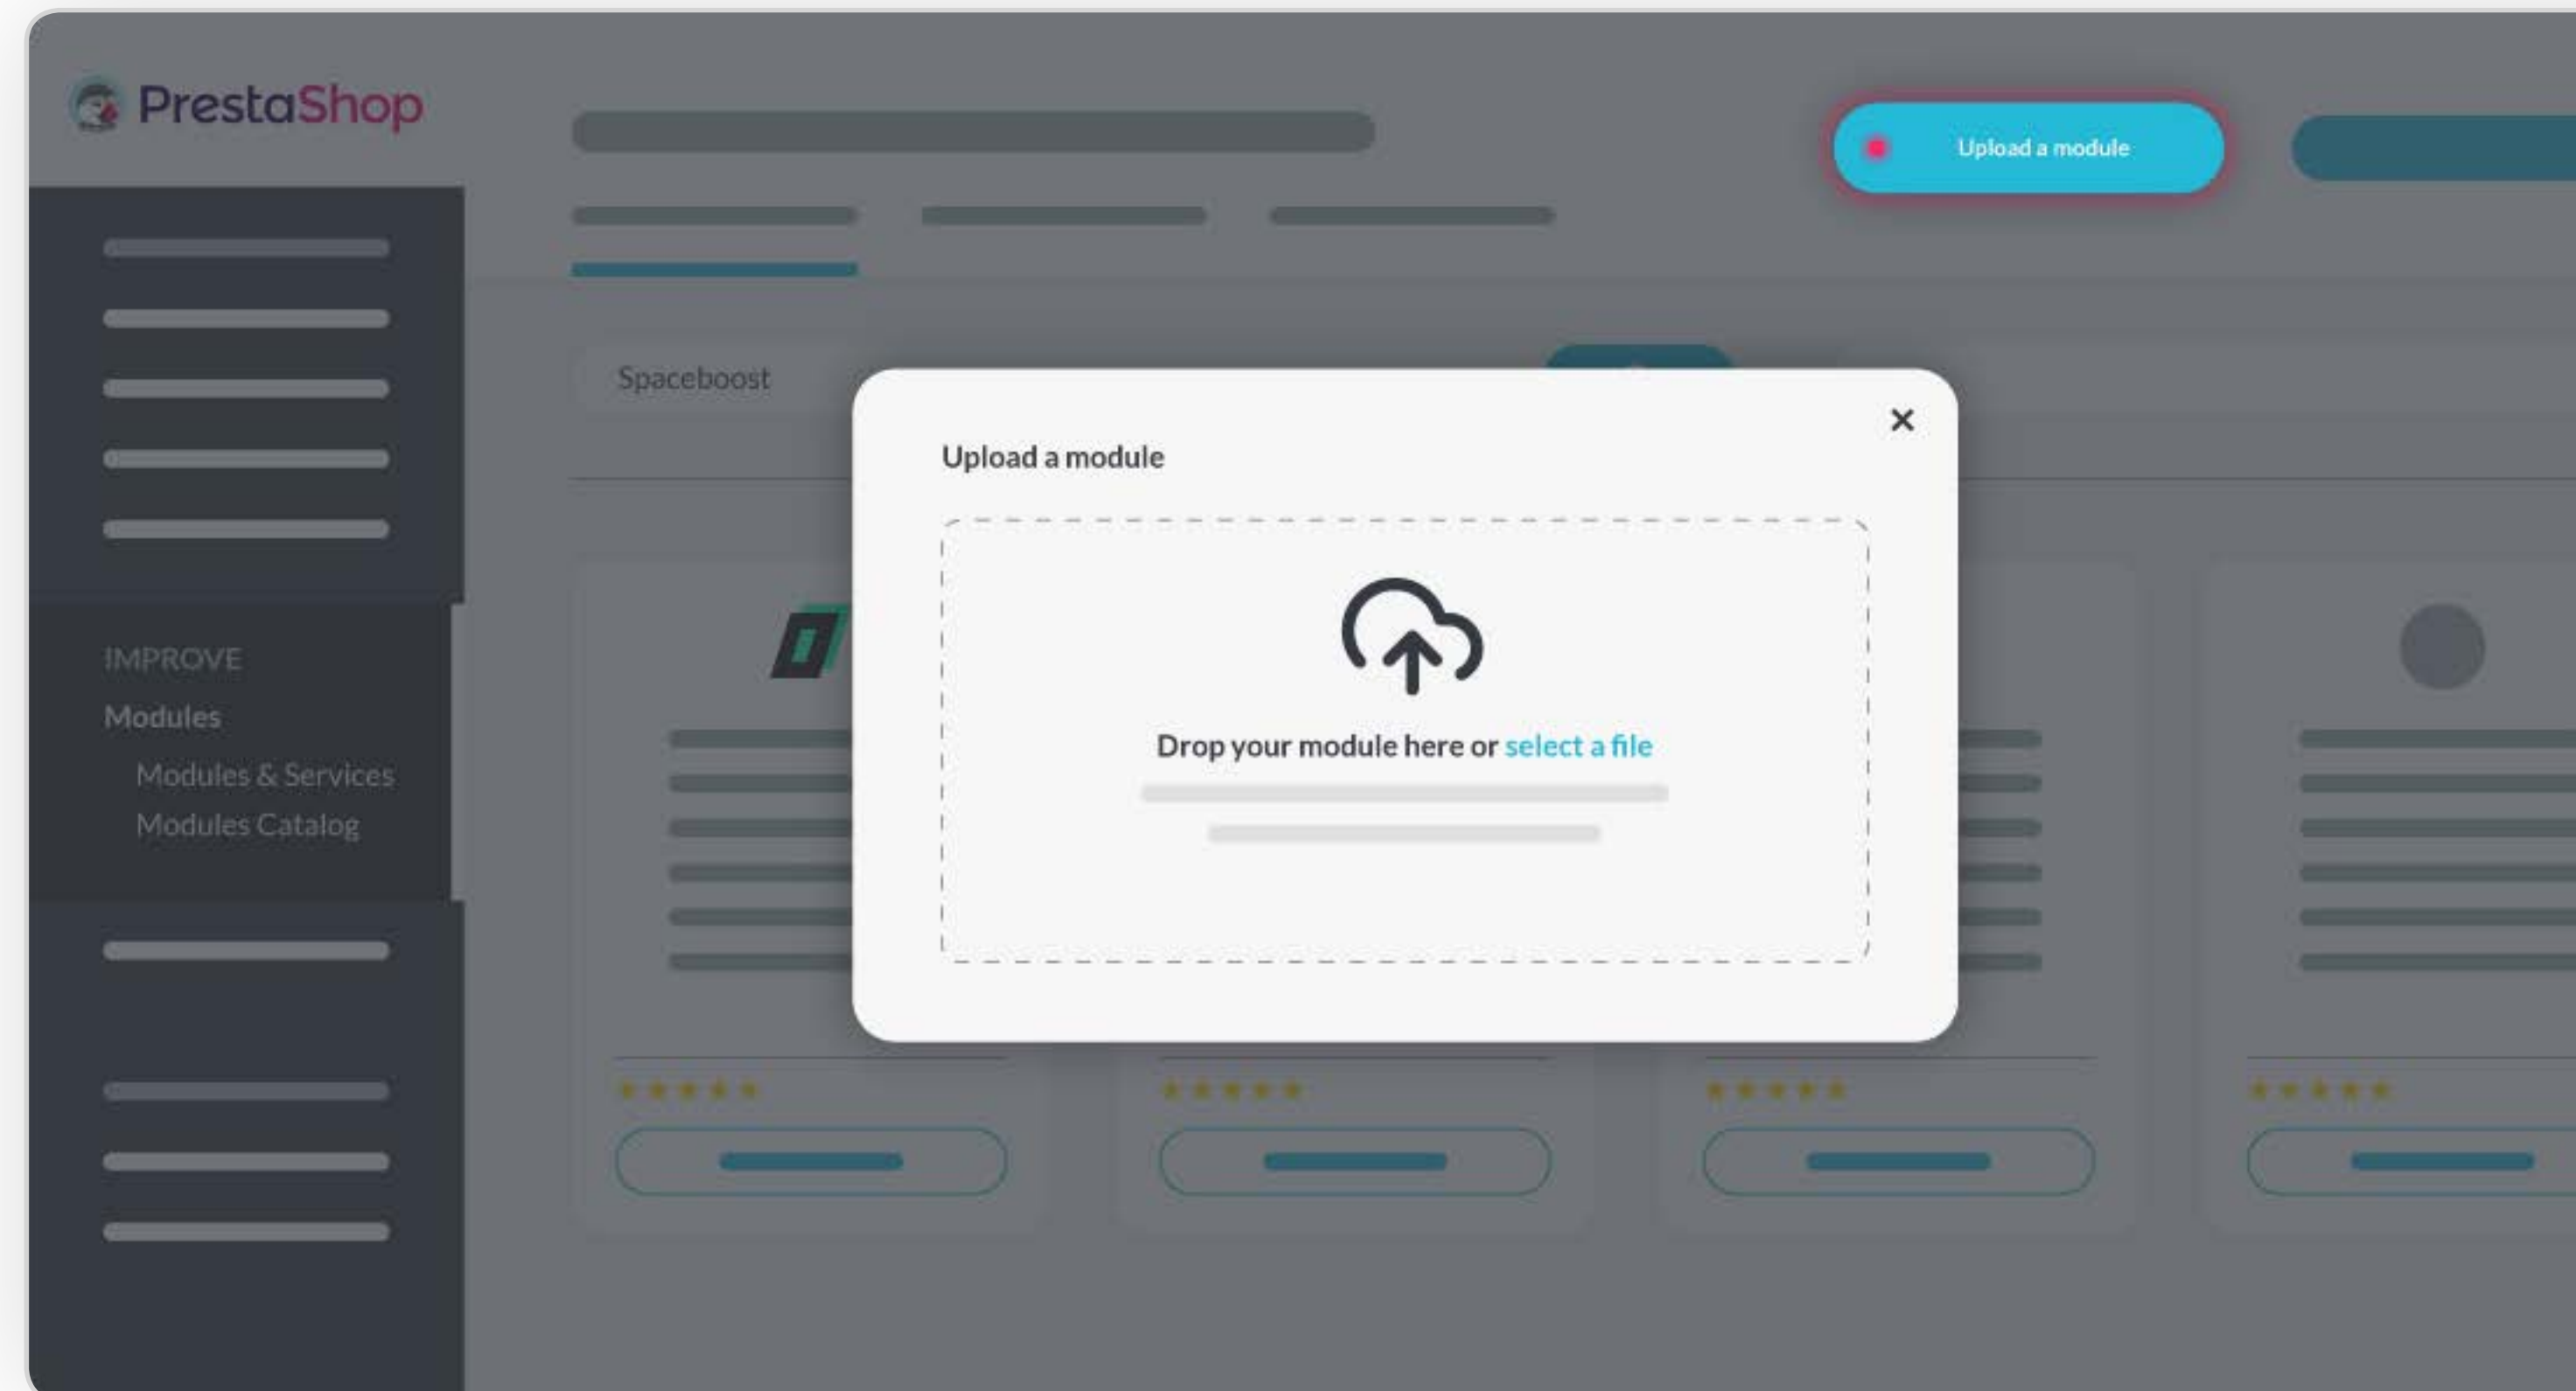 PrestaShop
Upload a module
Spaceboost
Upload a module
Drop your module here or select a file
IMPROVE
Modules
Modules & Services
Modules Catalog